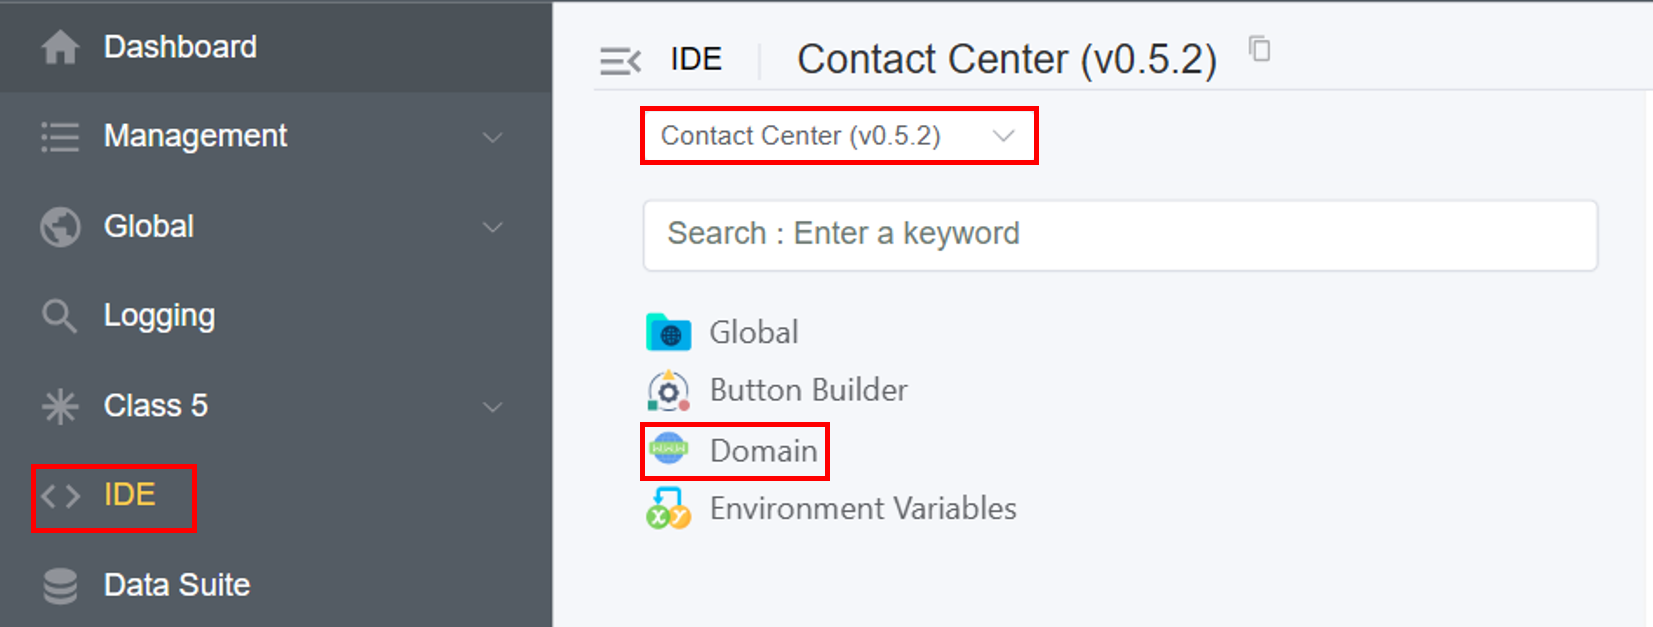 Dashboard
Management
Global
Logging
Class 5
IDE
Data Suite
IDE
Contact Center (v0.5.2)
Contact Center (v0.5.2)
Search : Enter a keyword
Global
Button Builder
www
Domain
x y
Environment Variables